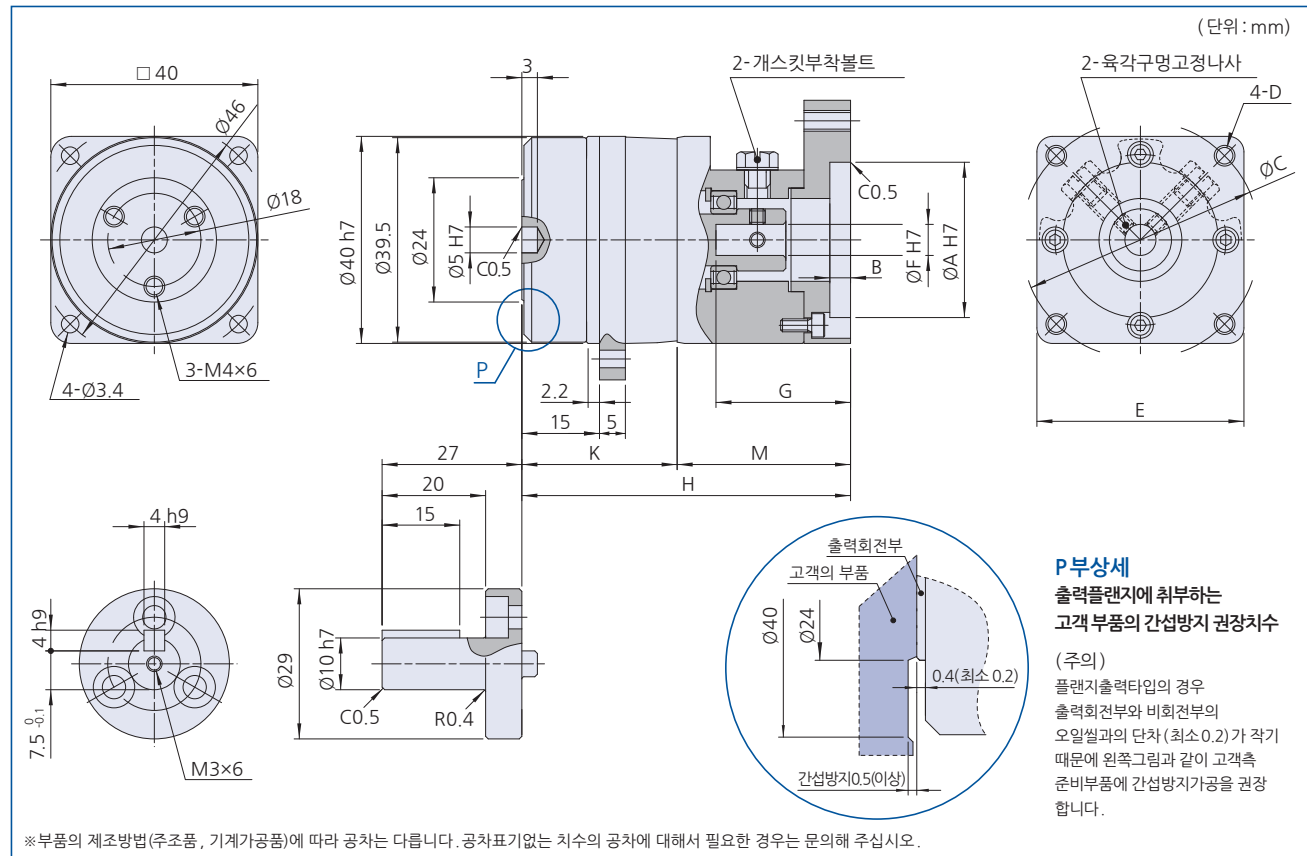 (단위:mm)
□40
Ø46
Ø18
3-M4×6
4-Ø3.4
3
2-개스킷부착볼트
Ø40 h7
Ø39.5
Ø24
Ø5 H7
C0.5
P
2.2
15
5
K
M
H
G
B
ØF H7
ØA H7
C0.5
2-육각구멍고정나사
4-D
ØC
E
27
20
15
4 h9
4 h9
7.5 0 -0.1
M3×6
Ø29
Ø10 h7
C0.5
R0.4
출력회전부
고객의 부품
Ø40
Ø24
0.4(최소 0.2)
간섭방지0.5(이상)
P부상세
출력플랜지에 취부하는
고객 부품의 간섭방지 권장치수
(주의)
플랜지출력타입의 경우
출력회전부와 비회전부의
오일씰과의 단차(최소 0.2)가 작기
때문에 왼쪽그림과 같이 고객측
준비부품에 간섭방지가공을 권장
합니다.
※부품의 제조방법(주조품, 기계가공품)에 따라 공차는 다릅니다. 공차표기없는 치수의 공차에 대해서 필요한 경우는 문의해 주십시오.